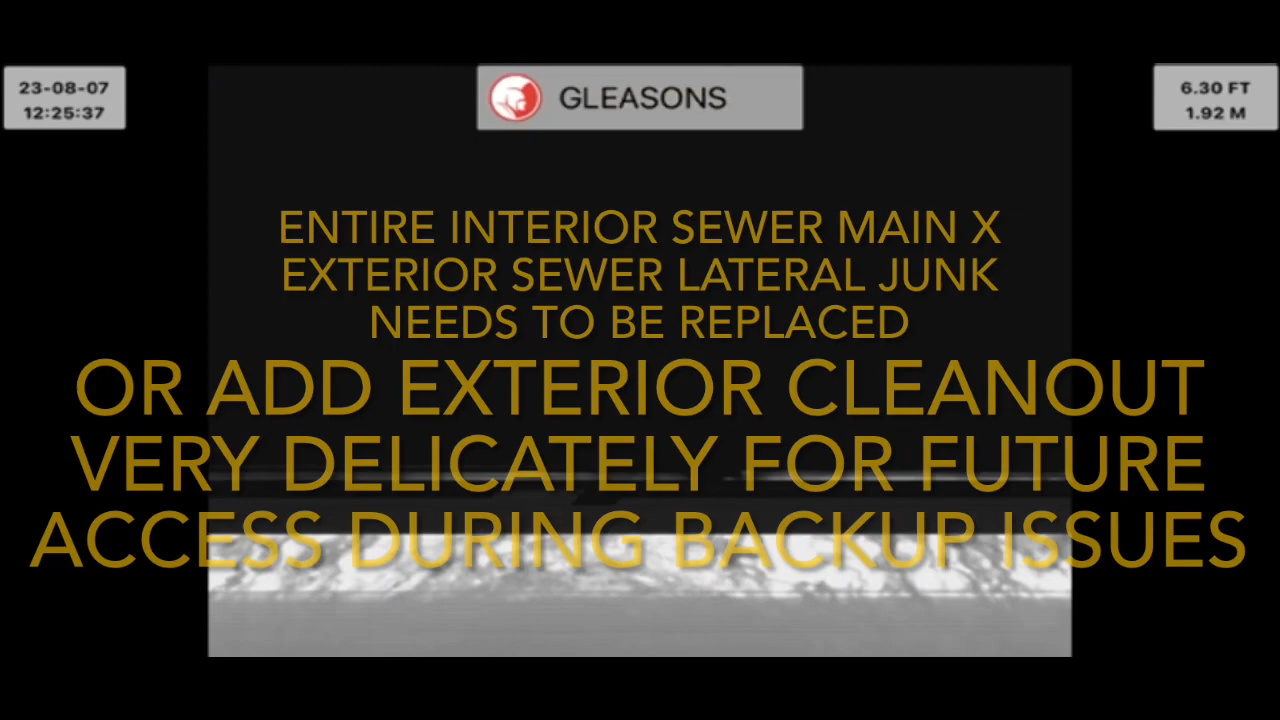 23-08-07
12:25:37
GLEASONS
6.30 FT
1.92 M
ENTIRE INTERIOR SEWER MAIN X
EXTERIOR SEWER LATERAL JUNK
NEEDS TO BE REPLACED
OR ADD EXTERIOR CLEANOUT
VERY DELICATELY FOR FUTURE
ACCESS DURING BACKUP ISSUES